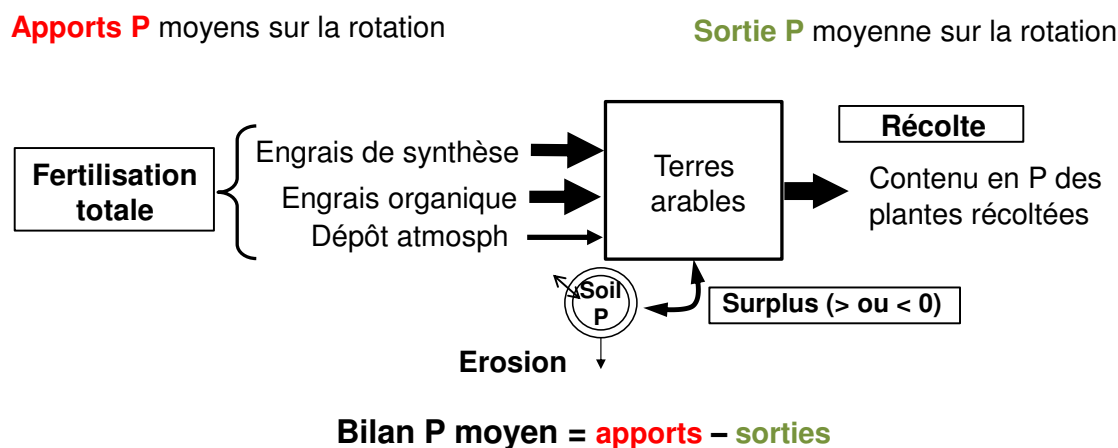 Apports P moyens sur la rotation
Sortie P moyenne sur la rotation
Fertilisation
totale
Engrais de synthèse
Engrais organique
Dépôt atmosph
Terres
arables
Récolte
Contenu en P des
plantes récoltées
Soil
P
Surplus (> ou < 0)
Erosion
Bilan P moyen = apports – sorties